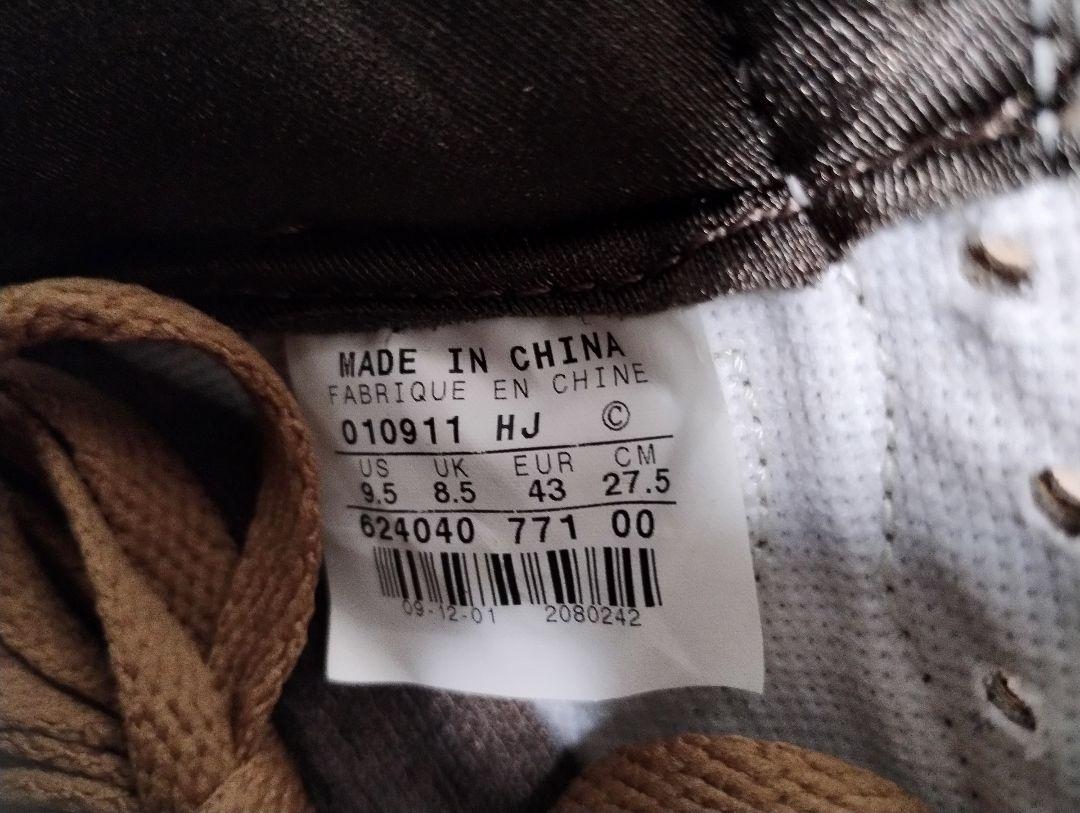 MADE IN CHINA
FABRIQUE EN CHINE
010911 HJ ©
US UK EUR CM
9.5 8.5 43 27.5
624040 771 00
09-12-01 2080242